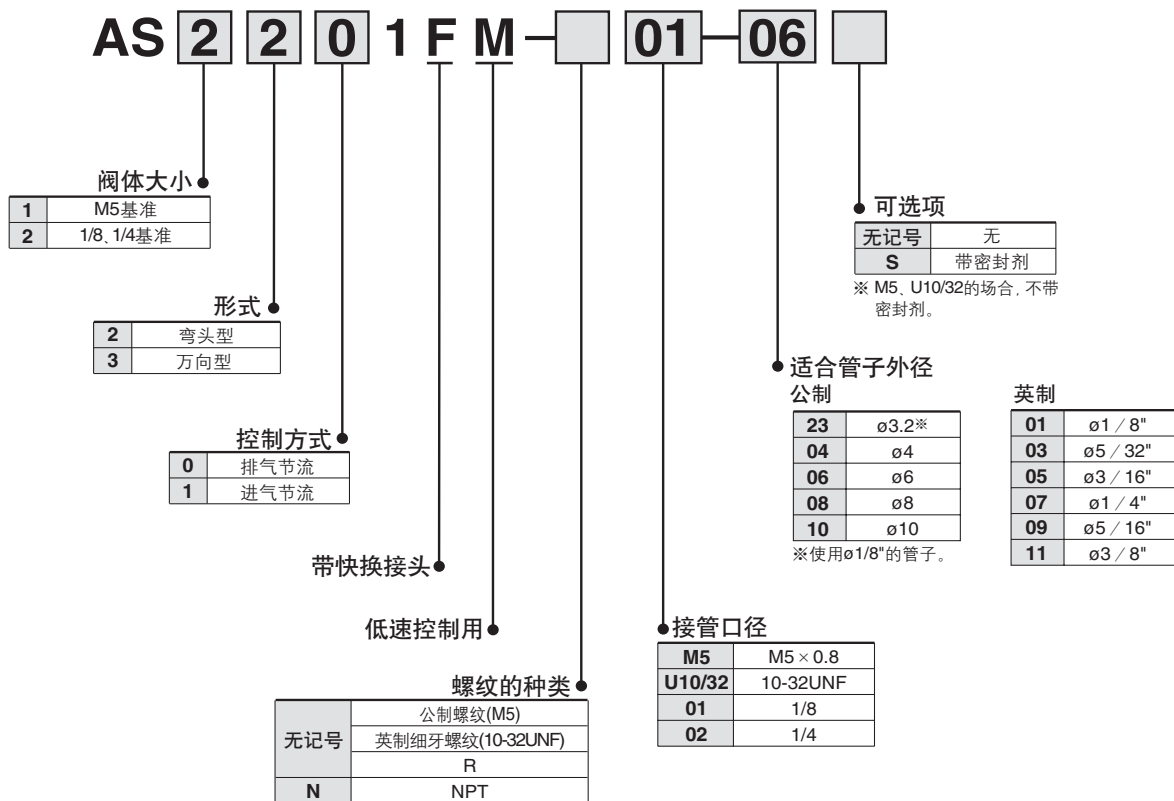 AS 2 2 0 1 F M - 01 - 06
阀体大小
1 M5基准
2 1/8、1/4基准
形式
2 弯头型
3 万向型
控制方式
0 排气节流
1 进气节流
带快换接头
低速控制用
螺纹的种类
无记号 公制螺纹(M5)
英制细牙螺纹(10-32UNF)
R
N NPT
接管口径
M5 M5×0.8
U10/32 10-32UNF
01 1/8
02 1/4
适合管子外径
公制
23 ø3.2※
04 ø4
06 ø6
08 ø8
10 ø10
※使用ø1/8"的管子。
英制
01 ø1/8"
03 ø5/32"
05 ø3/16"
07 ø1/4"
09 ø5/16"
11 ø3/8"
可选项
无记号 无
S 带密封剂
※ M5、U10/32的场合, 不带
密封剂。